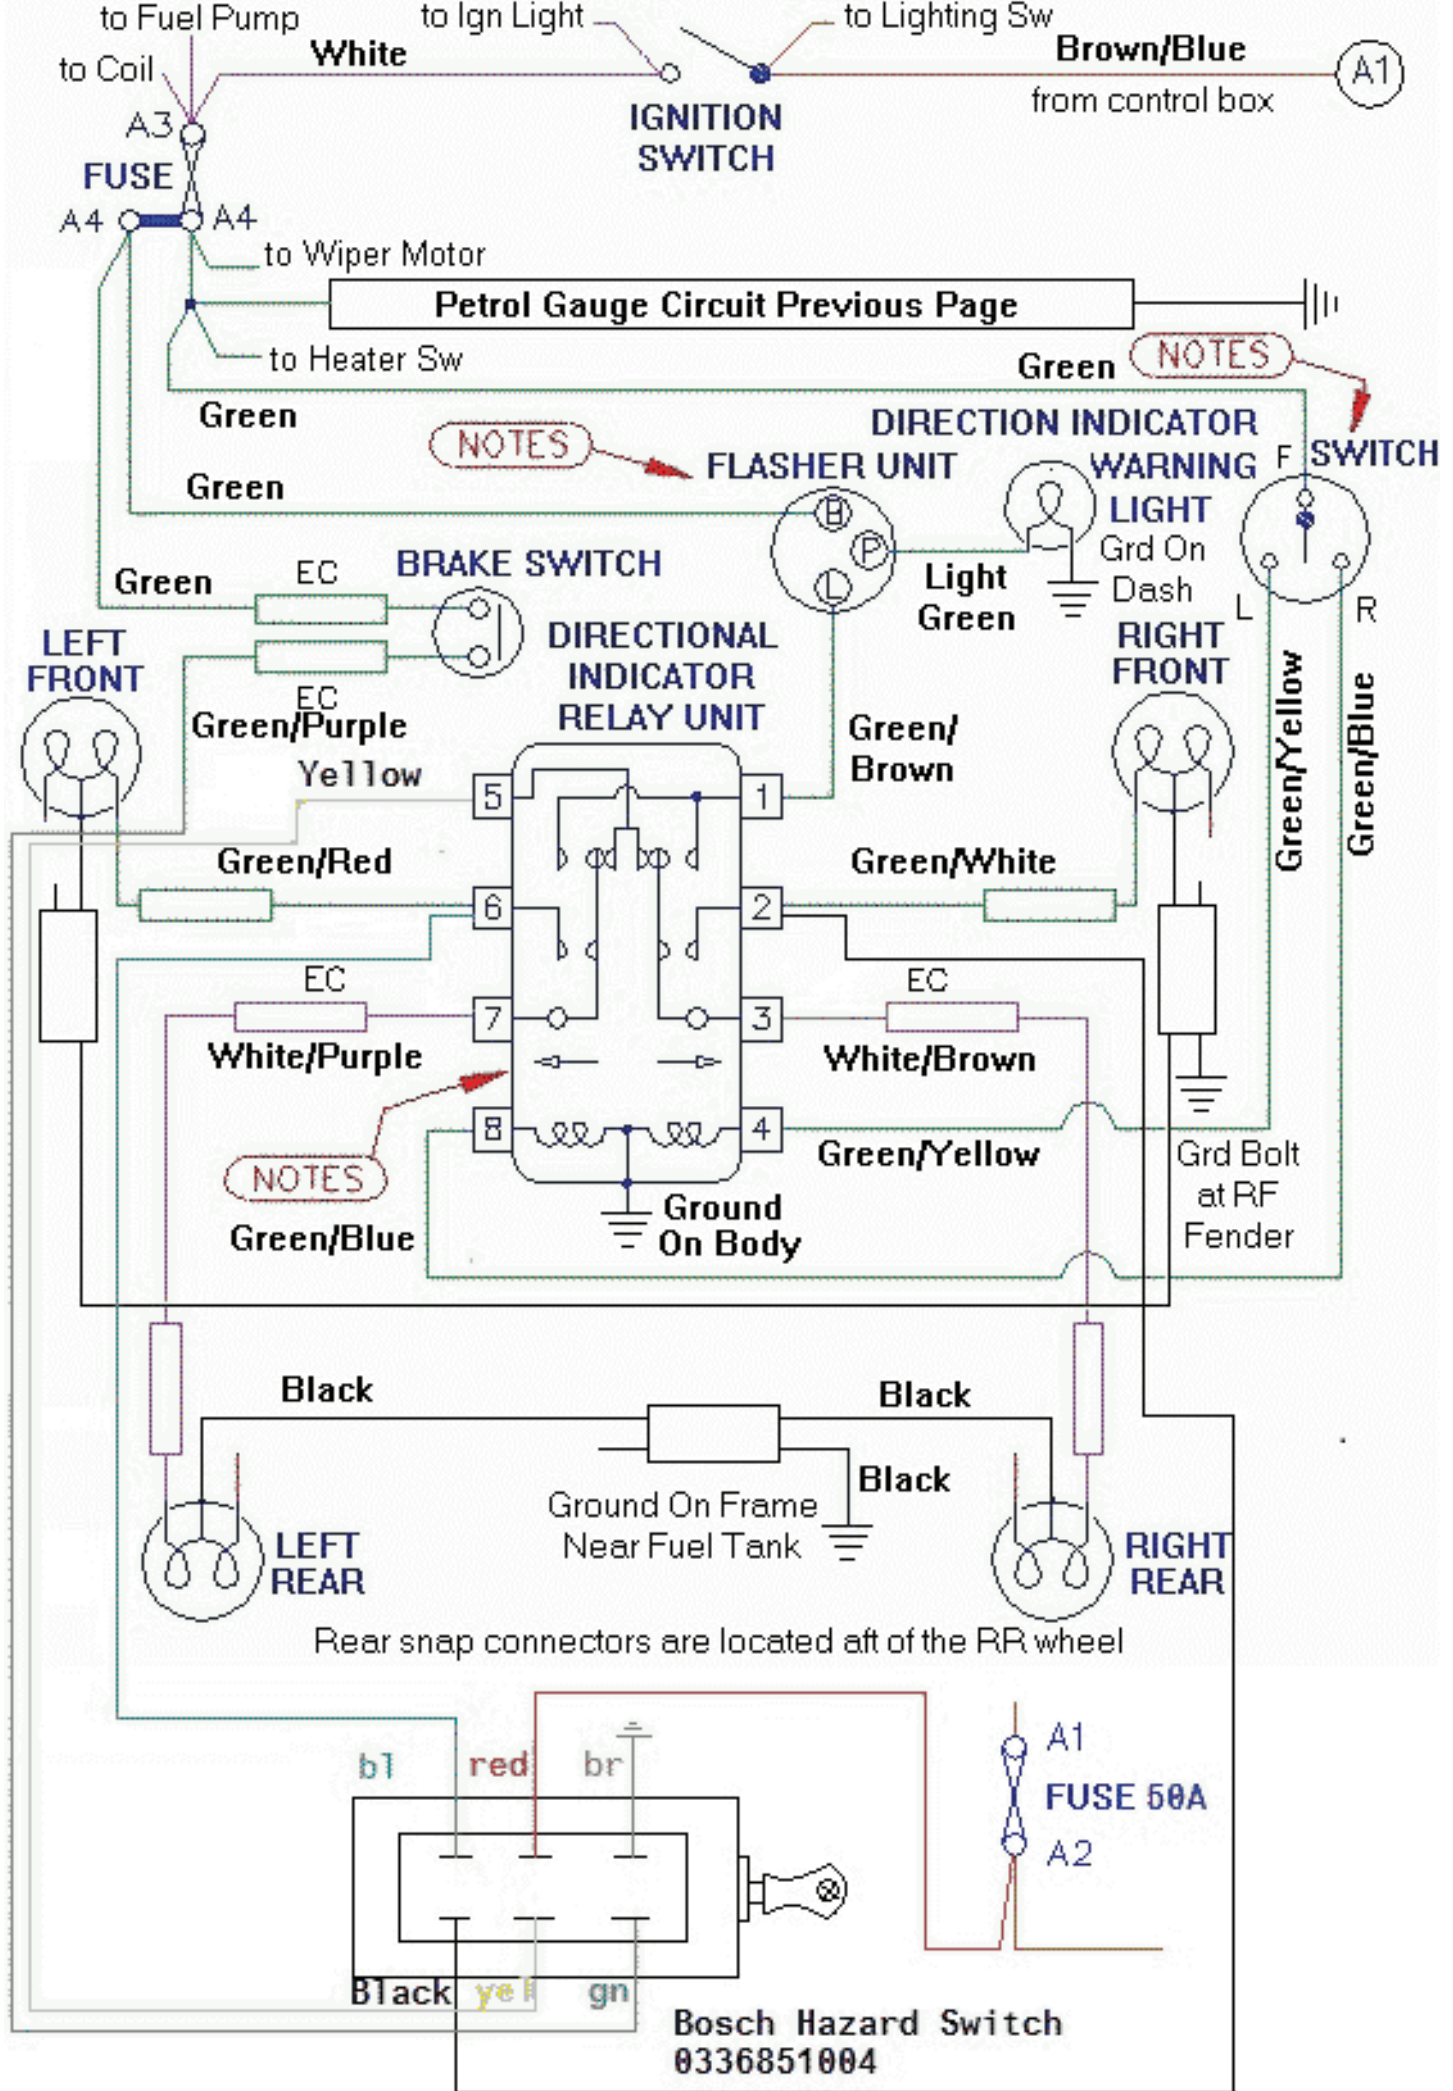 to Fuel Pump
to Ign Light
to Lighting Sw
to Coil
White
Brown/Blue
A1
from control box
A3
IGNITION
SWITCH
FUSE
A4
A4
to Wiper Motor
Petrol Gauge Circuit Previous Page
to Heater Sw
Green
NOTES
Green
NOTES
DIRECTION INDICATOR
FLASHER UNIT
WARNING
F
SWITCH
Green
B
LIGHT
P
Grd On
Dash
L
Light
Green
L
R
BRAKE SWITCH
Green
EC
EC
LEFT
FRONT
DIRECTIONAL
INDICATOR
RELAY UNIT
RIGHT
FRONT
Green/Purple
Green/
Brown
Green/Yellow
Green/Blue
Yellow
5
1
Green/Red
Green/White
6
2
EC
EC
7
3
White/Purple
White/Brown
8
4
NOTES
Green/Yellow
Grd Bolt
at RF
Fender
Green/Blue
Ground
On Body
Black
Black
Black
Ground On Frame
Near Fuel Tank
LEFT
REAR
RIGHT
REAR
Rear snap connectors are located aft of the RR wheel
bl
red
br
A1
FUSE 50A
A2
Black
yel
gn
Bosch Hazard Switch
0336851004